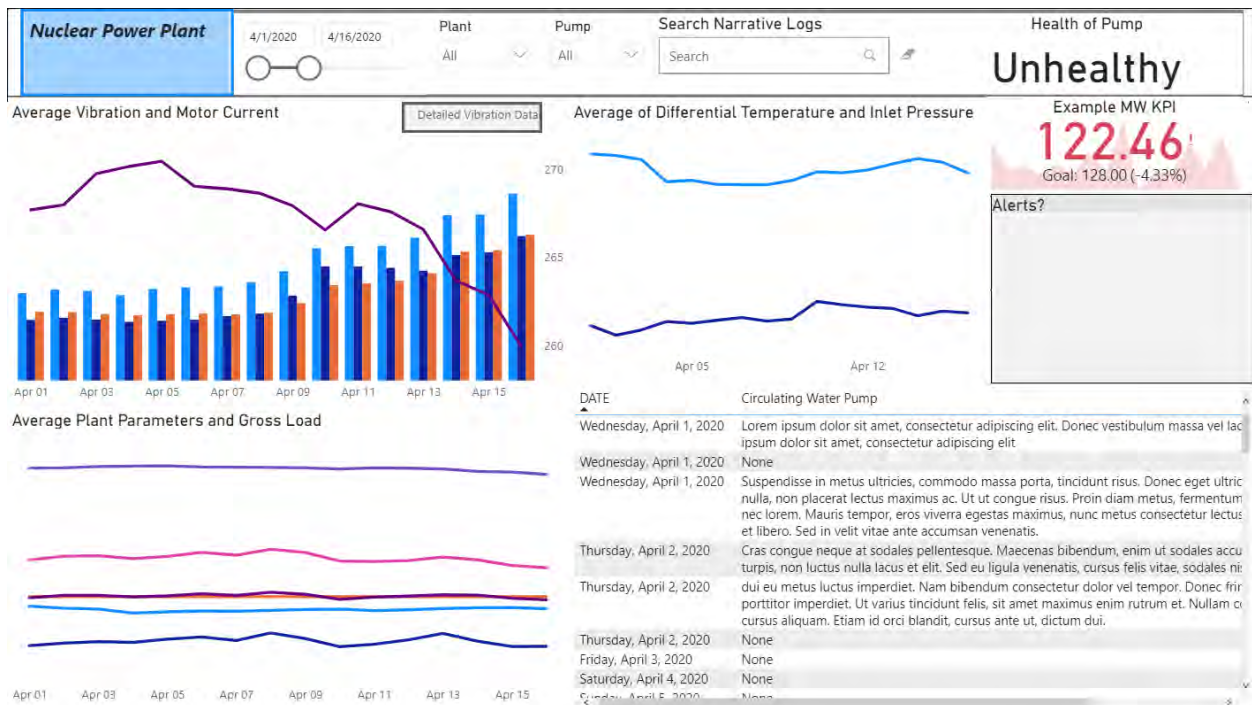 Nuclear Power Plant
4/1/2020 4/16/2020
Plant
All
Pump
All
Search Narrative Logs
Search
Health of Pump
Unhealthy
Average Vibration and Motor Current
Detailed Vibration Data
270
265
260
Apr 01 Apr 03 Apr 05 Apr 07 Apr 09 Apr 11 Apr 13 Apr 15
Average of Differential Temperature and Inlet Pressure
Apr 05 Apr 12
Example MW KPI
122.46!
Goal: 128.00 (-4.33%)
Alerts?
Average Plant Parameters and Gross Load
Apr 01 Apr 03 Apr 05 Apr 07 Apr 09 Apr 11 Apr 13 Apr 15
DATE Circulating Water Pump
Wednesday, April 1, 2020 Lorem ipsum dolor sit amet, consectetur adipiscing elit. Donec vestibulum massa vel lac
ipsum dolor sit amet, consectetur adipiscing elit
Wednesday, April 1, 2020 None
Wednesday, April 1, 2020 Suspendisse in metus ultricies, commodo massa porta, tincidunt risus. Donec eget ultric
nulla, non placerat lectus maximus ac. Ut ut congue risus. Proin diam metus, fermentum
nec lorem. Mauris tempor, eros viverra egestas maximus, nunc metus consectetur lectus
et libero. Sed in velit vitae ante accumsan venenatis.
Thursday, April 2, 2020 Cras congue neque at sodales pellentesque. Maecenas bibendum, enim ut sodales accu
turpis, non luctus nulla lacus et elit. Sed eu ligula venenatis, cursus felis vitae, sodales nis
Thursday, April 2, 2020 dui eu metus luctus imperdiet. Nam bibendum consectetur dolor vel tempor. Donec frin
porttitor imperdiet. Ut varius tincidunt felis, sit amet maximus enim rutrum et. Nullam co
cursus aliquam. Etiam id orci blandit, cursus ante ut, dictum dui.
Thursday, April 2, 2020 None
Friday, April 3, 2020 None
Saturday, April 4, 2020 None
Sunday, April 5, 2020 None